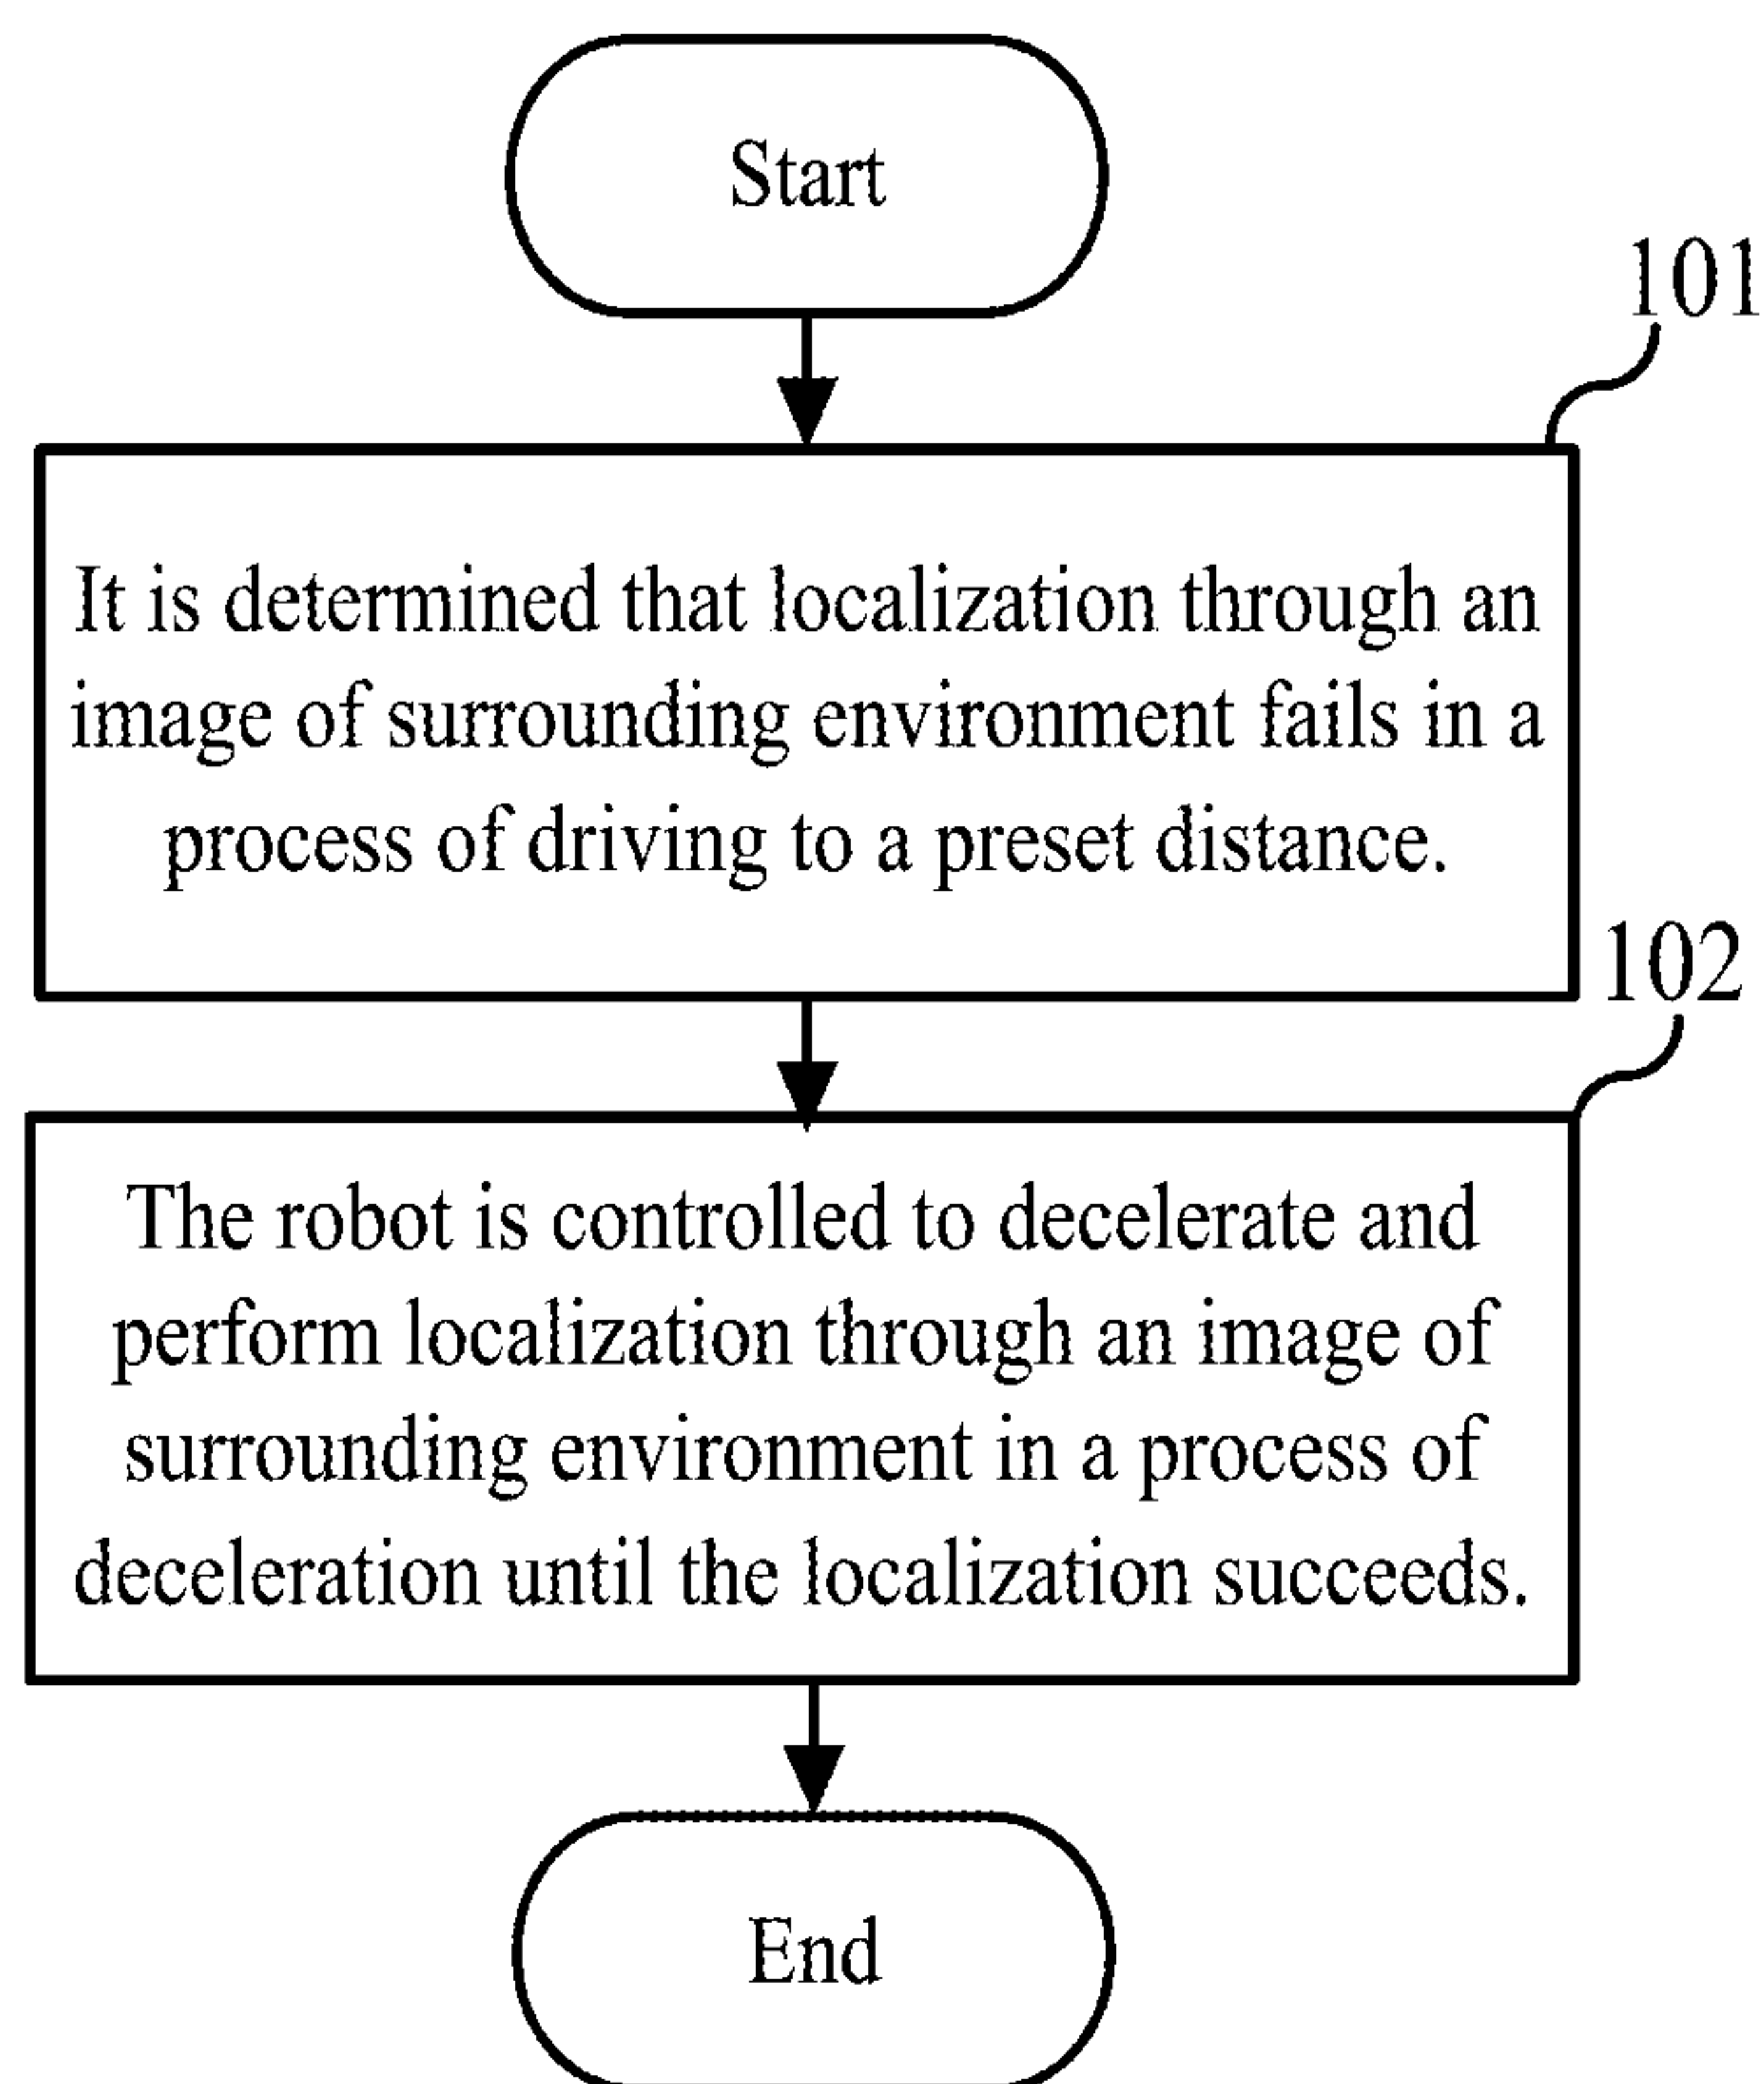 Start
101
It is determined that localization through an
image of surrounding environment fails in a
process of driving to a preset distance.
102
The robot is controlled to decelerate and
perform localization through an image of
surrounding environment in a process of
deceleration until the localization succeeds.
End